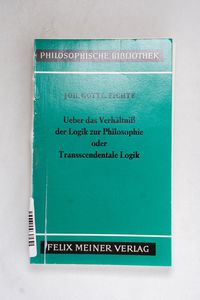 PHILOSOPHISCHE BIBLIOTHEK
JOH. GOTTL. FICHTE
Ueber das Verhältniß
der Logik zur Philosophie
oder
Transscendentale Logik
FELIX MEINER VERLAG